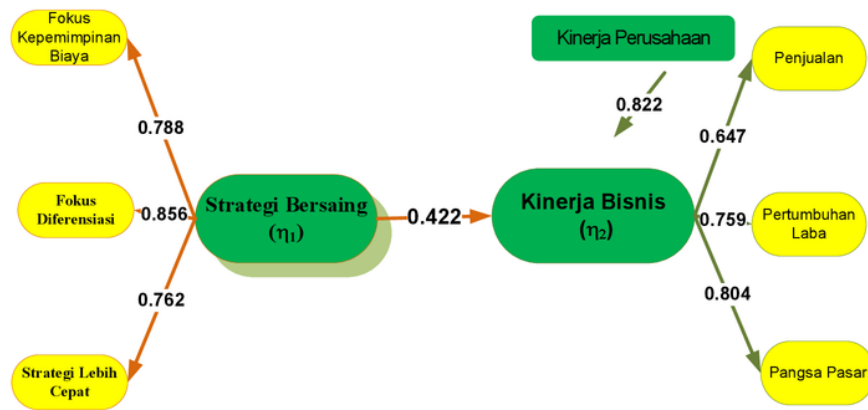 Fokus
Kepemimpinan
Biaya
Kinerja Perusahaan
Penjualan
0.788
0.822
0.647
Fokus
Diferensiasi
0.856
Strategi Bersaing
(η1)
0.422
Kinerja Bisnis
(η2)
0.759
Pertumbuhan
Laba
0.762
0.804
Strategi Lebih
Cepat
Pangsa Pasar